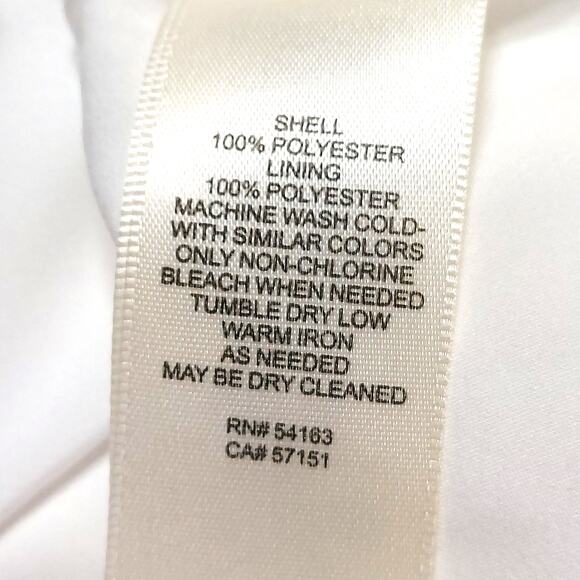 SHELL
100% POLYESTER
LINING
100% POLYESTER
MACHINE WASH COLD-
WITH SIMILAR COLORS
ONLY NON-CHLORINE
BLEACH WHEN NEEDED
TUMBLE DRY LOW
WARM IRON
AS NEEDED
MAY BE DRY CLEANED
RN# 54163
CA# 57151